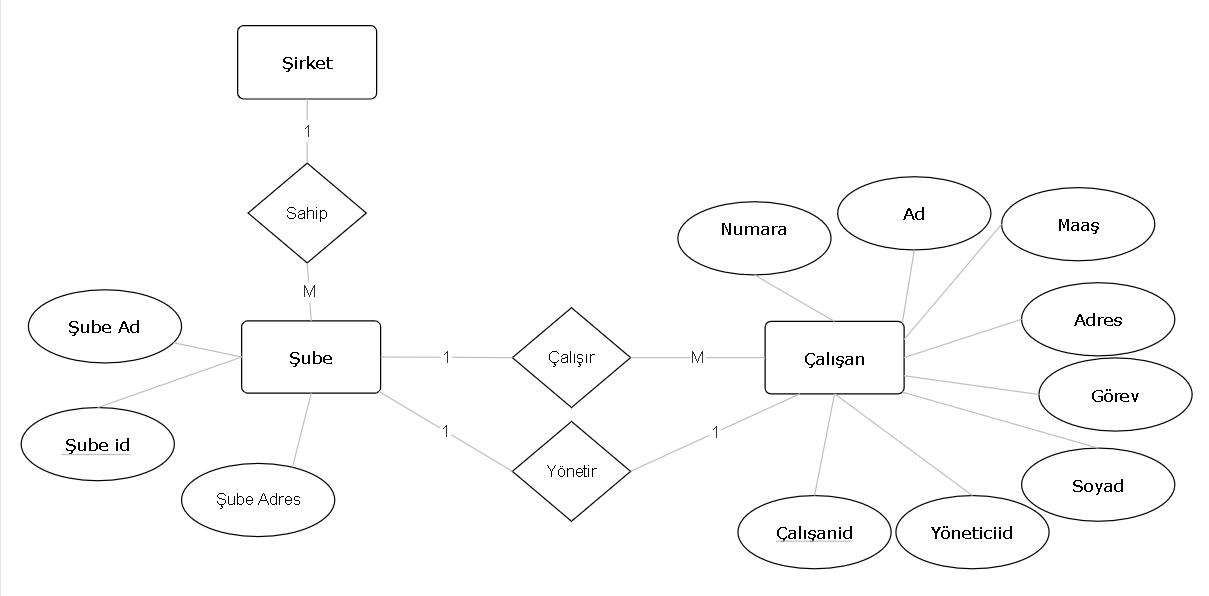 Şirket
1
Sahip
M
Numara
Ad
Maaş
Şube Ad
Şube
1
Çalışır
M
Çalışan
Adres
Görev
Şube id
1
Yönetir
1
Soyad
Şube Adres
Çalışanid
Yöneticiid